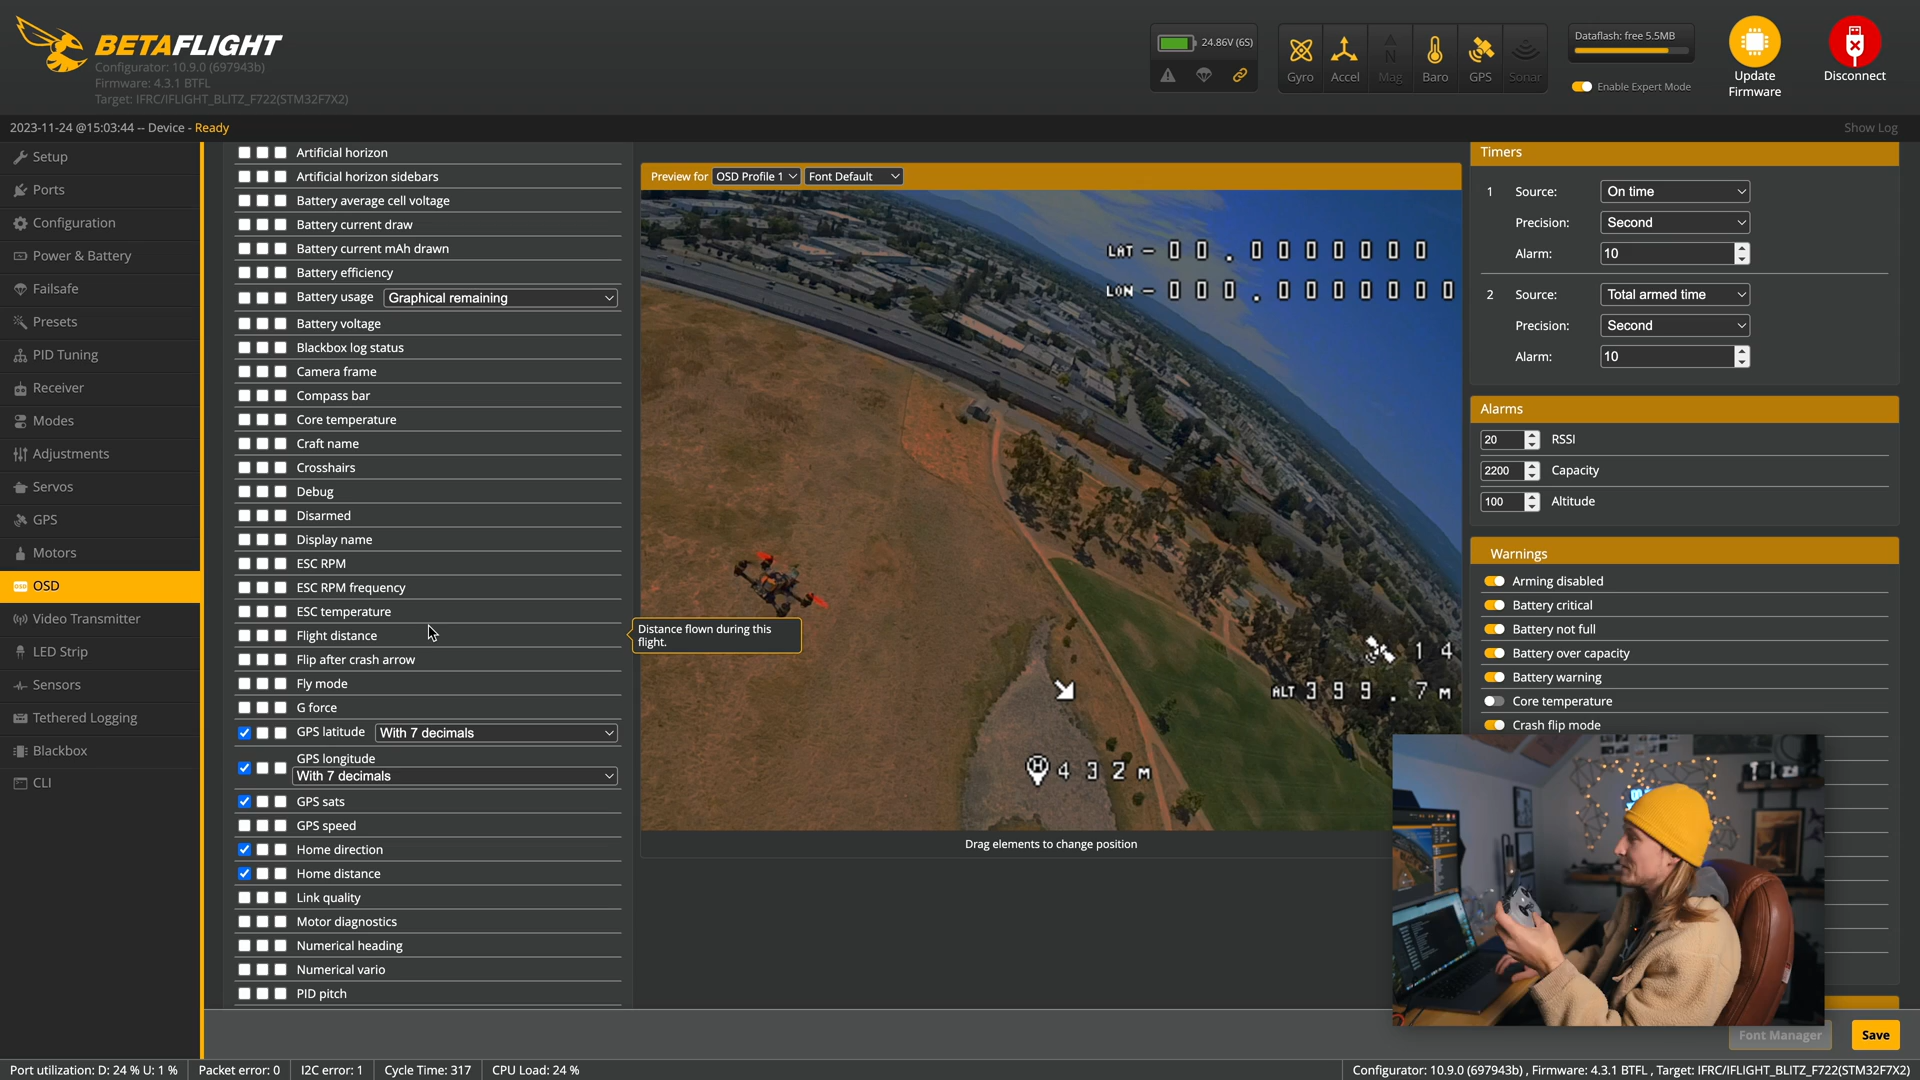 BETAFLIGHT
Configurator: 10.9.0 (697943b)
Firmware: 4.3.1 BTFL
Target: IFRC/IFLIGHT_BLITZ_F722(STM32F7X2)
24.86V (6S)
Gyro
Accel
Mag
Baro
GPS
Sonar
Dataflash: free 5.5MB
Enable Expert Mode
Update
Firmware
Disconnect
2023-11-24 @15:03:44 -- Device - Ready
Show Log
Setup
Ports
Configuration
Power & Battery
Failsafe
Presets
PID Tuning
Receiver
Modes
Adjustments
Servos
GPS
Motors
OSD
Video Transmitter
LED Strip
Sensors
Tethered Logging
Blackbox
CLI
Artificial horizon
Artificial horizon sidebars
Battery average cell voltage
Battery current draw
Battery current mAh drawn
Battery efficiency
Battery usage Graphical remaining
Battery voltage
Blackbox log status
Camera frame
Compass bar
Core temperature
Craft name
Crosshairs
Debug
Disarmed
Display name
ESC RPM
ESC RPM frequency
ESC temperature
Flight distance
Flip after crash arrow
Fly mode
G force
GPS latitude With 7 decimals
GPS longitude
With 7 decimals
GPS sats
GPS speed
Home direction
Home distance
Link quality
Motor diagnostics
Numerical heading
Numerical vario
PID pitch
Distance flown during this
flight.
Preview for OSD Profile 1 Font Default
LAT - 00.0000000
LON - 000.0000000
14
ALT 399.7M
H 432M
Drag elements to change position
Timers
1 Source: On time
Precision: Second
Alarm: 10
2 Source: Total armed time
Precision: Second
Alarm: 10
Alarms
20 RSSI
2200 Capacity
100 Altitude
Warnings
Arming disabled
Battery critical
Battery not full
Battery over capacity
Battery warning
Core temperature
Crash flip mode
Font Manager
Save
Port utilization: D: 24 % U: 1 %
Packet error: 0
I2C error: 1
Cycle Time: 317
CPU Load: 24 %
Configurator: 10.9.0 (697943b) , Firmware: 4.3.1 BTFL , Target: IFRC/IFLIGHT_BLITZ_F722(STM32F7X2)